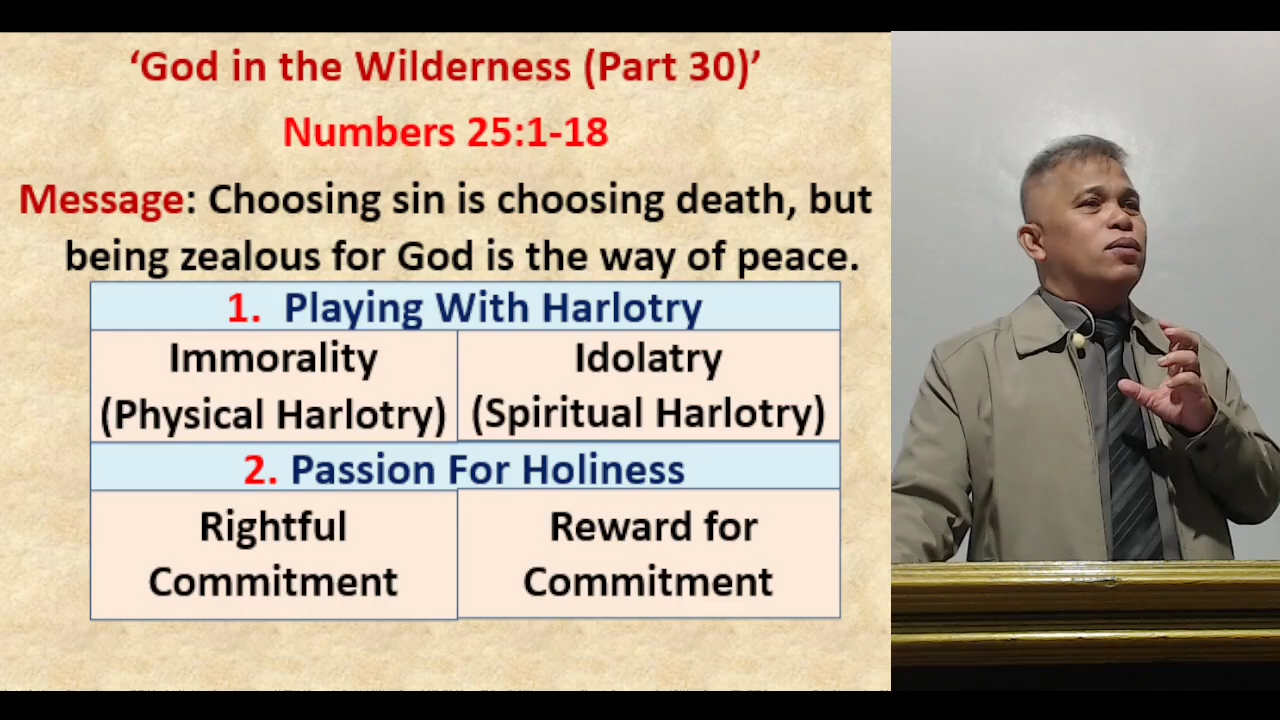 ‘God in the Wilderness (Part 30)’
Numbers 25:1-18
Message: Choosing sin is choosing death, but
being zealous for God is the way of peace.
1. Playing With Harlotry
Immorality
(Physical Harlotry)
Idolatry
(Spiritual Harlotry)
2. Passion For Holiness
Rightful
Commitment
Reward for
Commitment